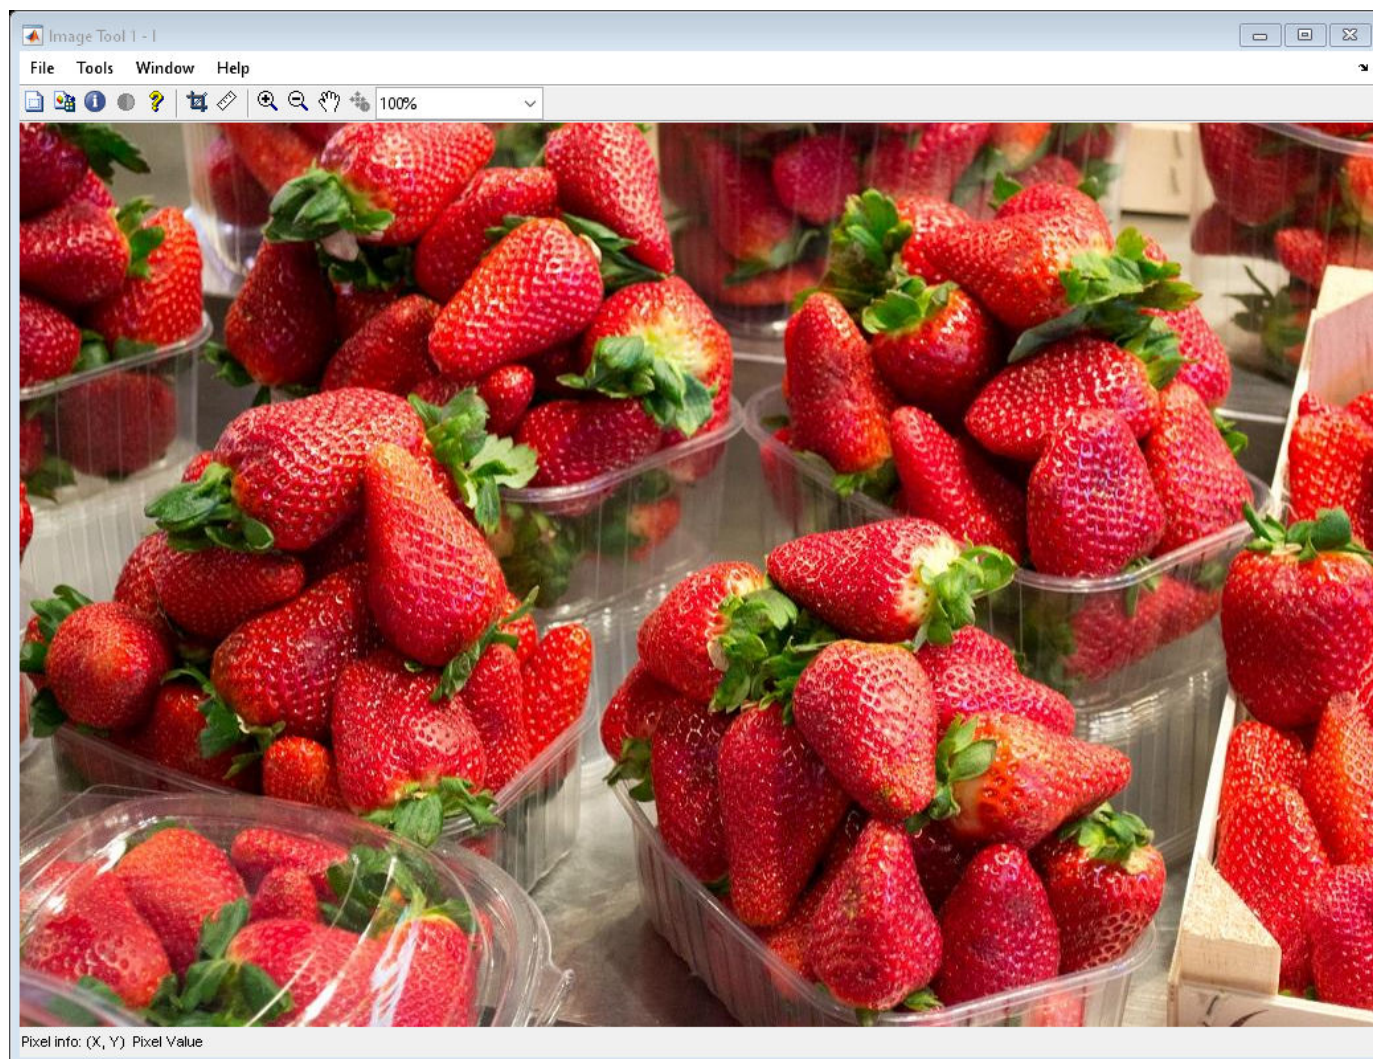 Image Tool 1 - I
File Tools Window Help
100%
Pixel info: (X, Y) Pixel Value